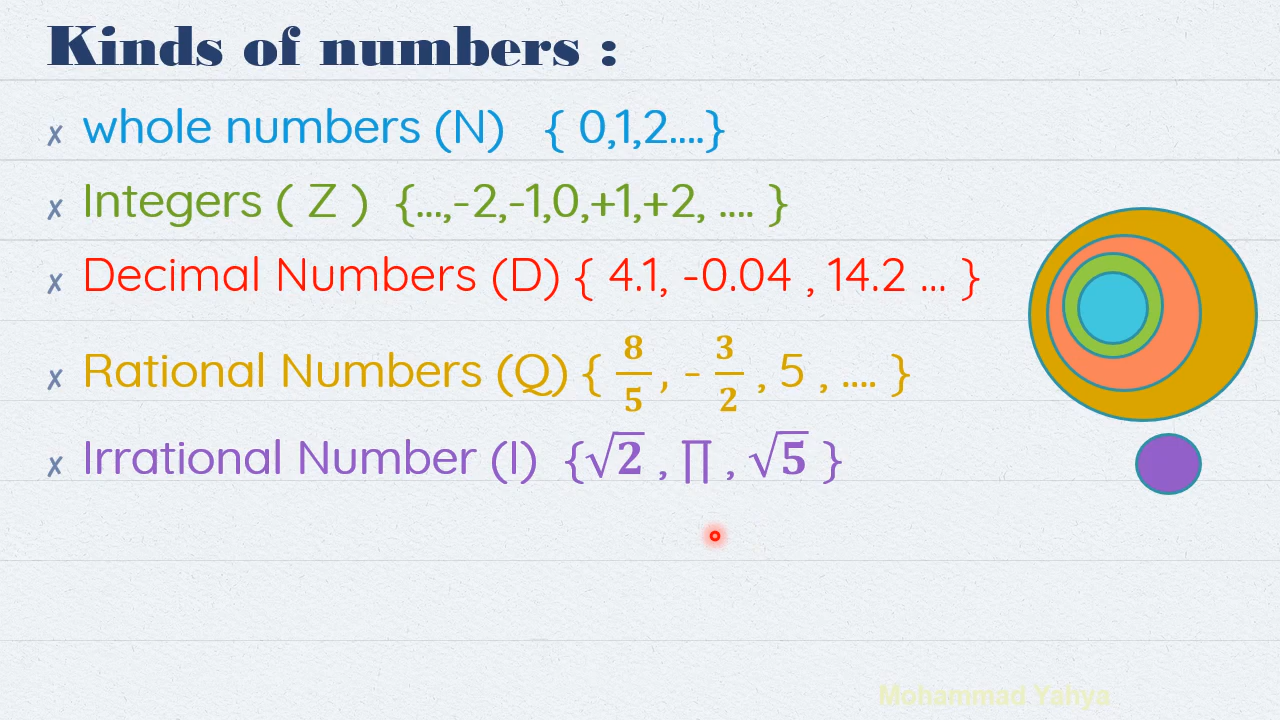 Kinds of numbers :
✗ whole numbers (N) { 0,1,2....}
✗ Integers ( Z ) {...,-2,-1,0,+1,+2, .... }
✗ Decimal Numbers (D) { 4.1, -0.04 , 14.2 ... }
✗ Rational Numbers (Q) { 8/5 , - 3/2 , 5 , .... }
✗ Irrational Number (I) {√2 , ∏ , √5 }
Mohammad Yahya